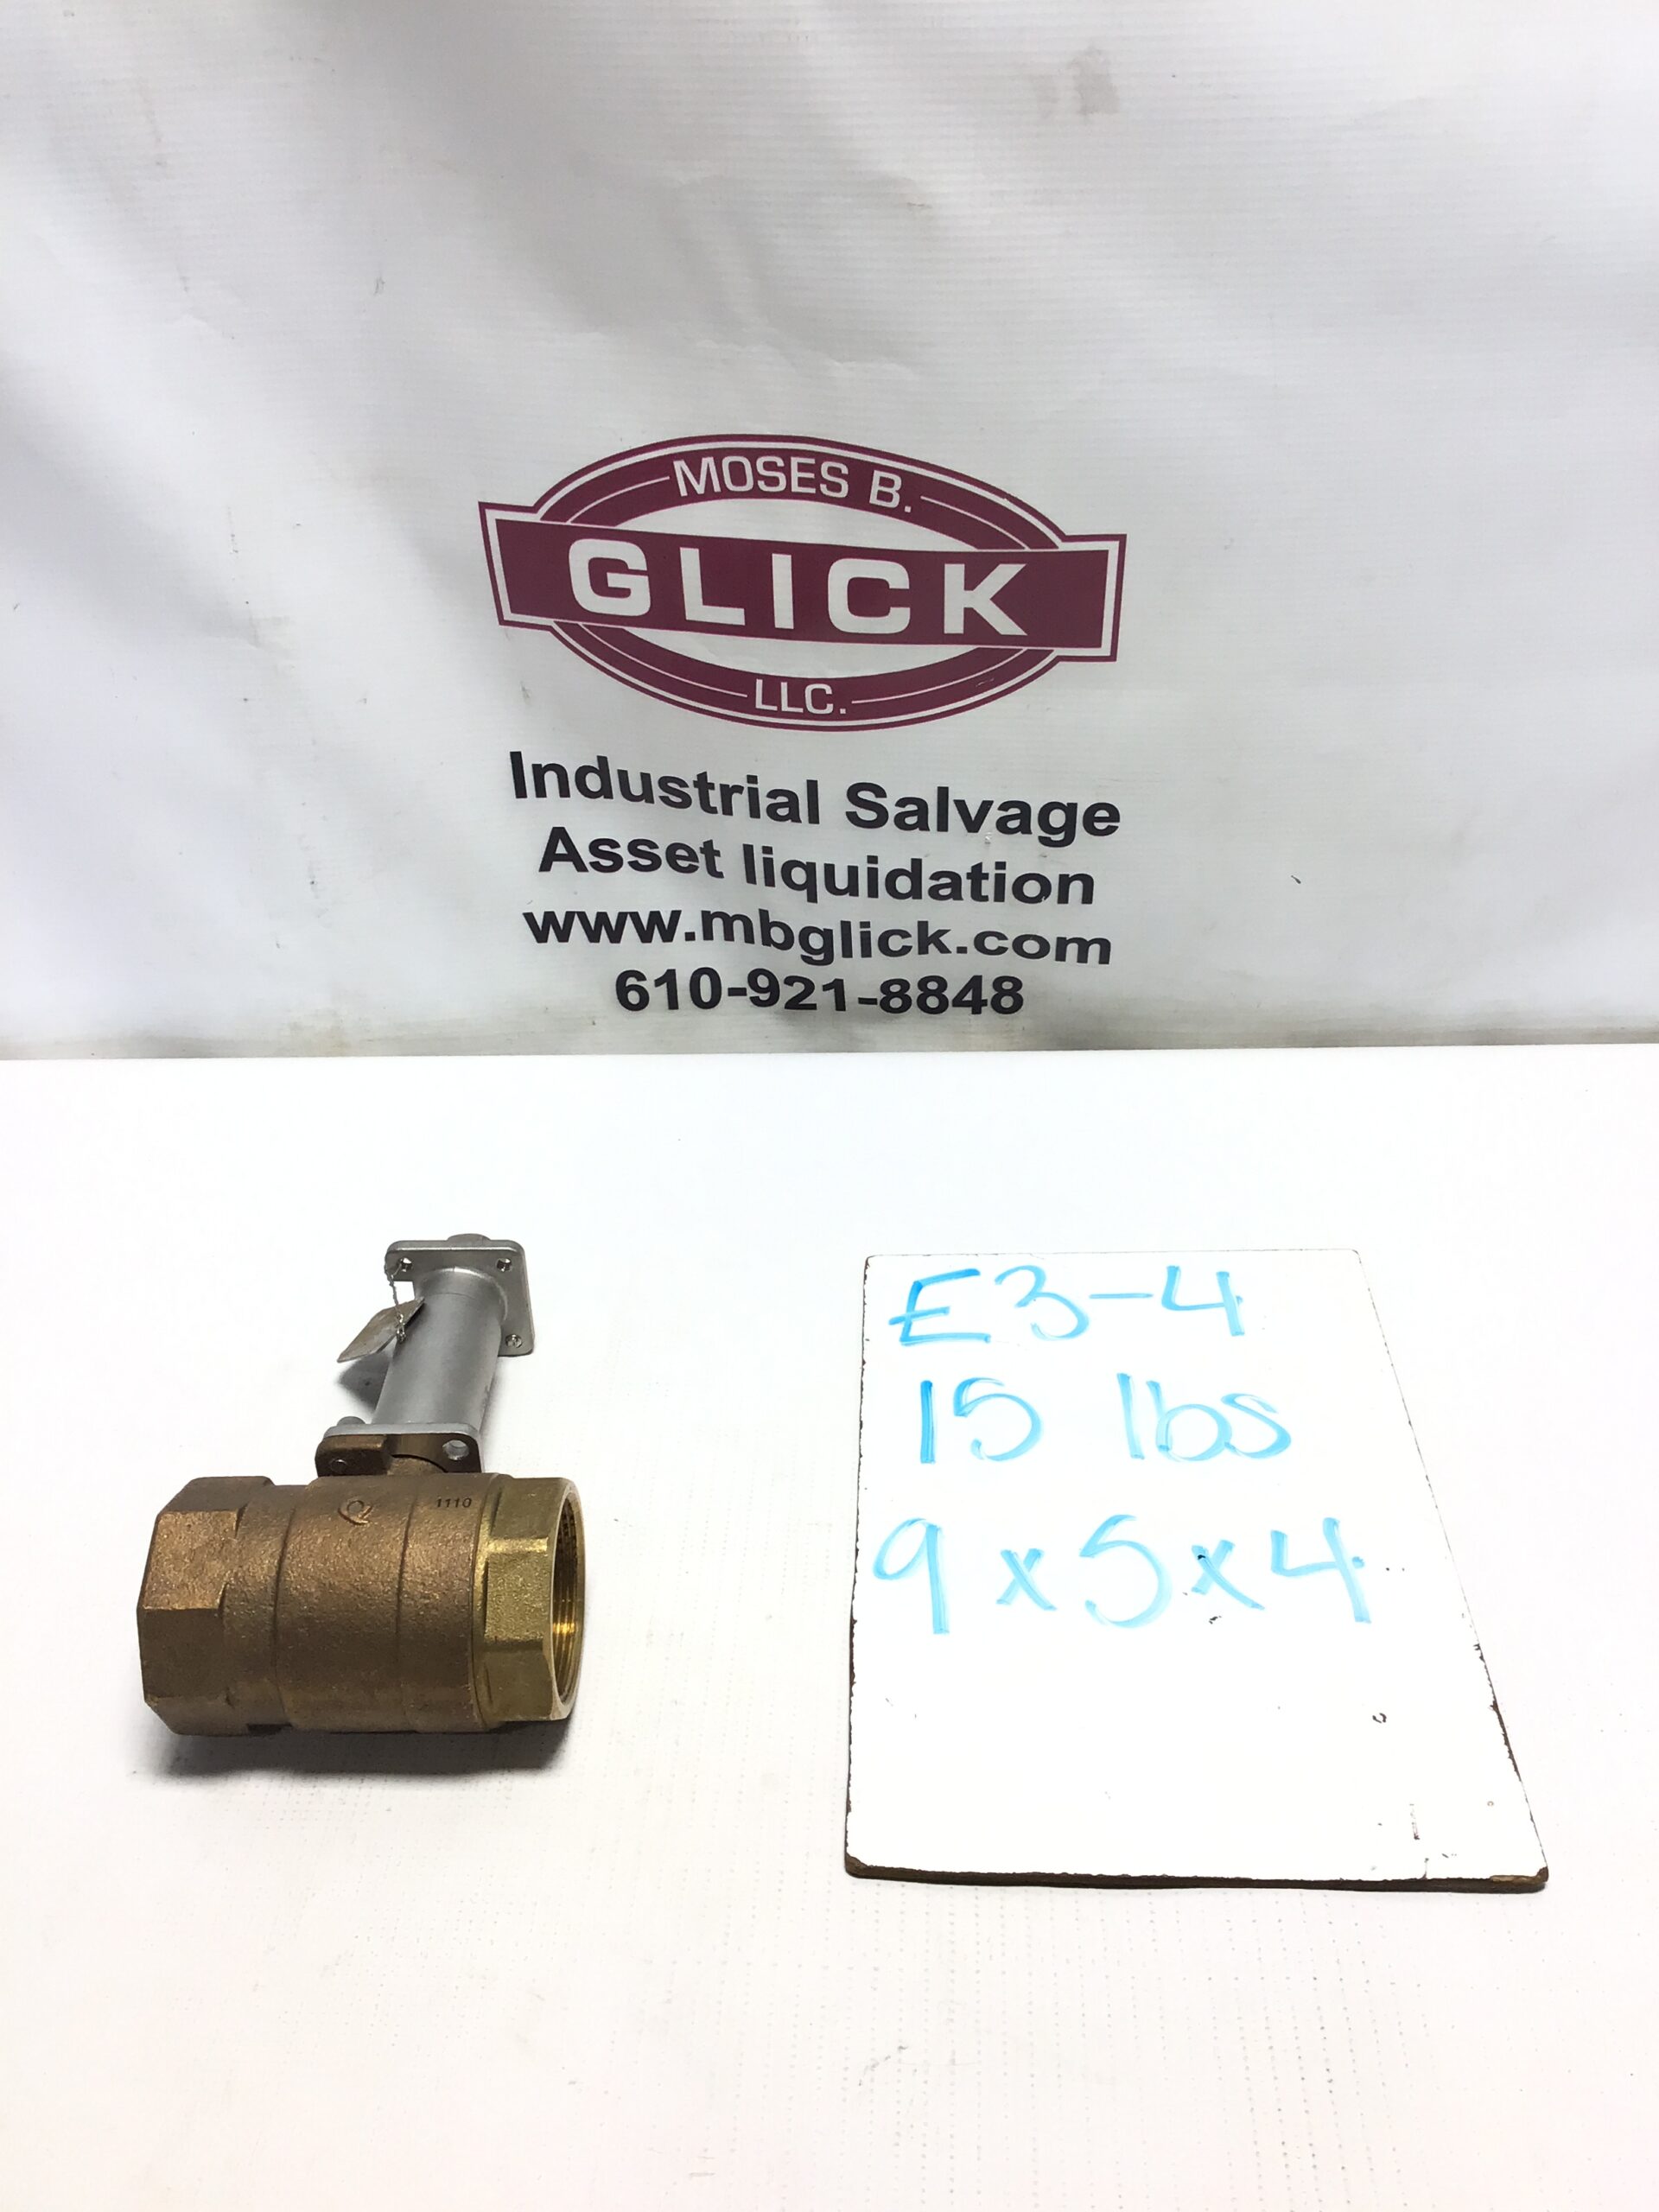 MOSES B.
GLICK
LLC.
Industrial Salvage
Asset liquidation
www.mbglick.com
610-921-8848
E3-4
15 lbs
9x5x4
1110